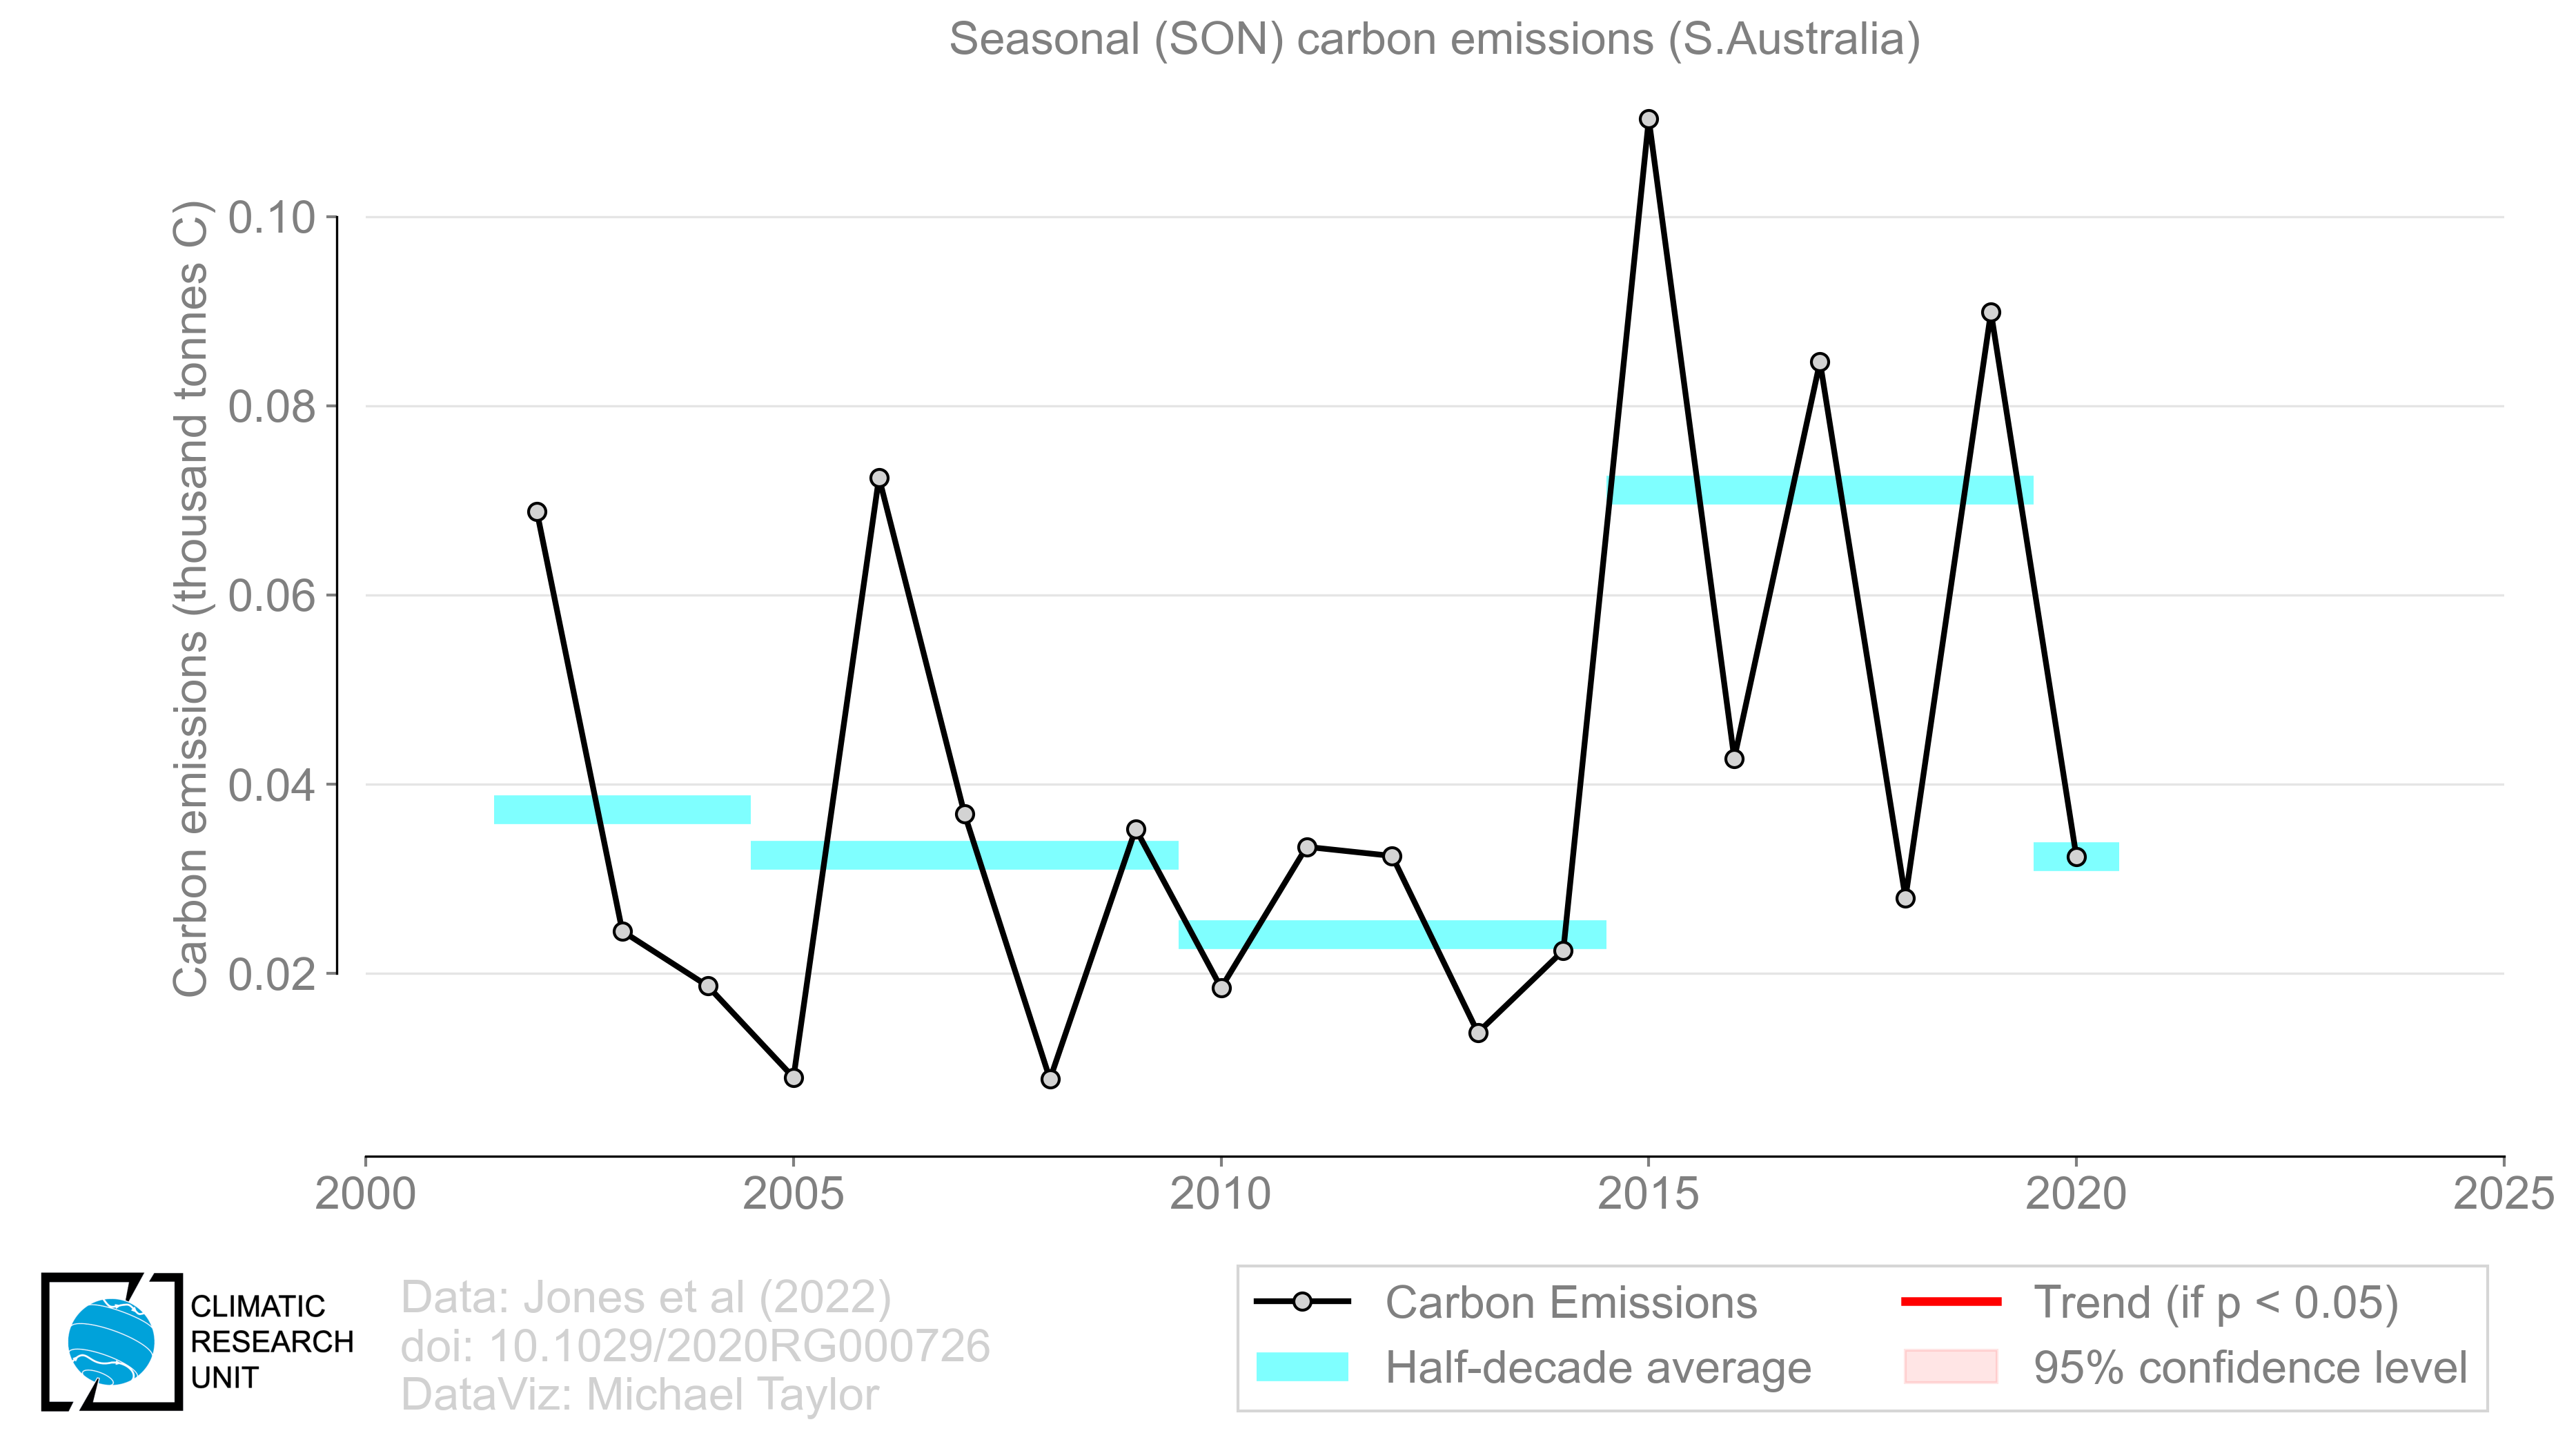 Seasonal (SON) carbon emissions (S.Australia)
Carbon emissions (thousand tonnes C)
0.10
0.08
0.06
0.04
0.02
2000 2005 2010 2015 2020 2025
CLIMATIC
RESEARCH
UNIT
Data: Jones et al (2022)
doi: 10.1029/2020RG000726
DataViz: Michael Taylor
Carbon Emissions
Half-decade average
Trend (if p < 0.05)
95% confidence level